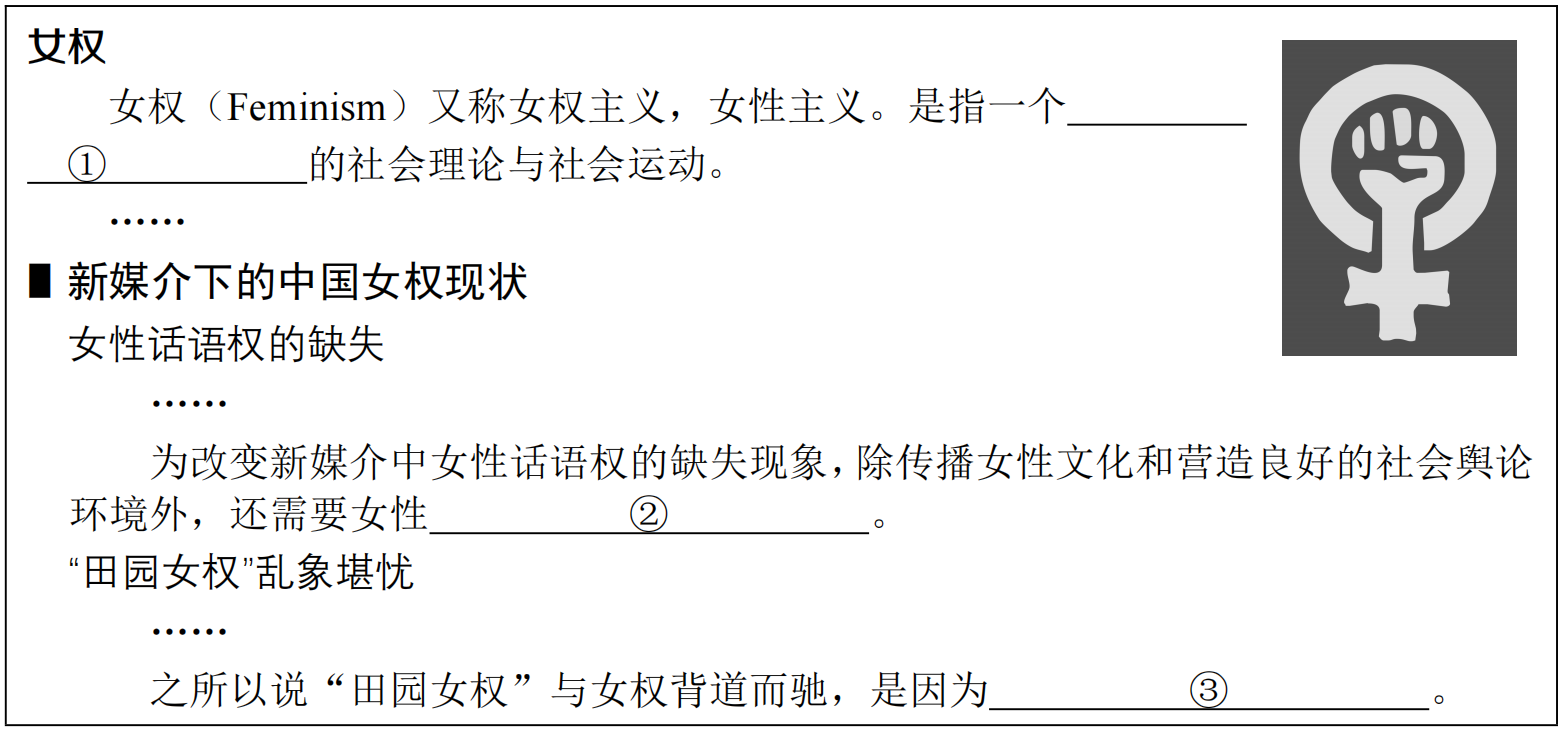 女权
女权（Feminism）又称女权主义，女性主义。是指一个
①的社会理论与社会运动。
……
新媒介下的中国女权现状
女性话语权的缺失
……
为改变新媒介中女性话语权的缺失现象，除传播女性文化和营造良好的社会舆论
环境外，还需要女性②。
“田园女权”乱象堪忧
……
之所以说“田园女权”与女权背道而驰，是因为③。